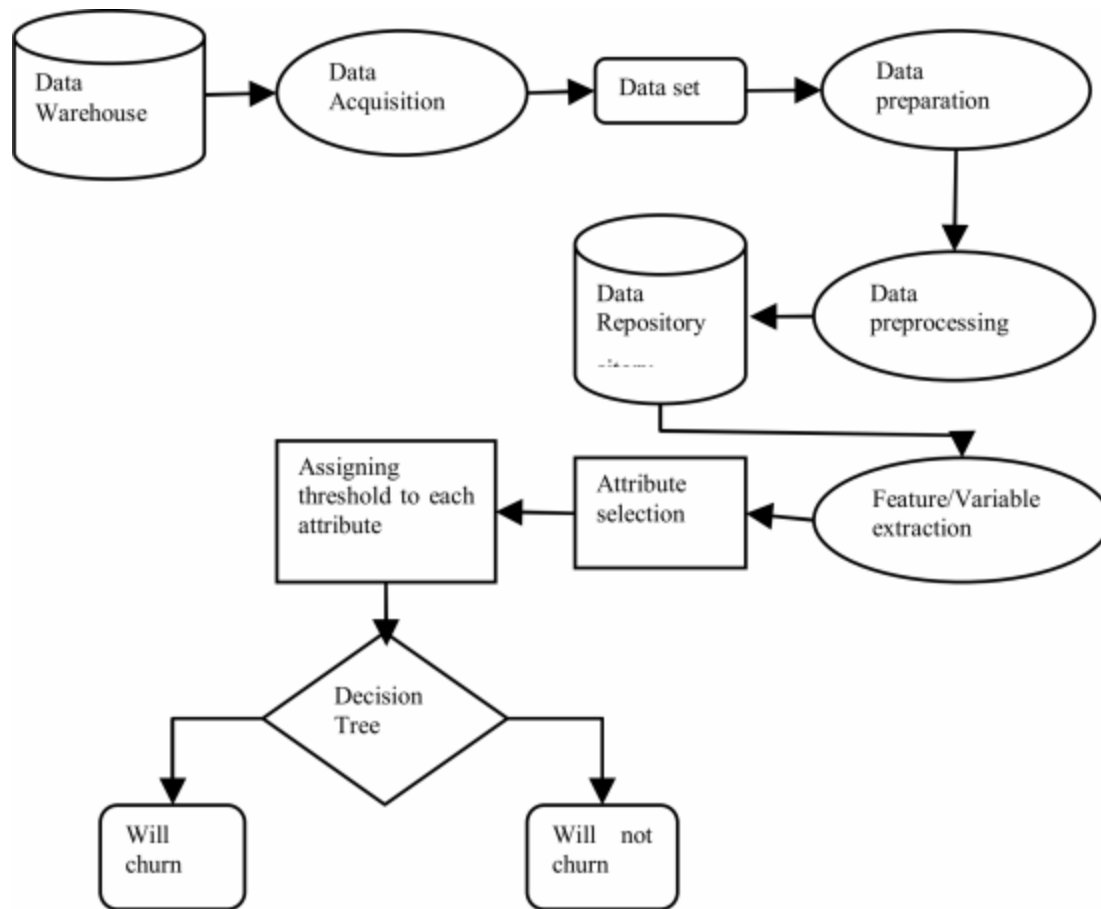 Data
Warehouse
Data
Acquisition
Data set
Data
preparation
Data
Repository
Data
preprocessing
Assigning
threshold to each
attribute
Attribute
selection
Feature/Variable
extraction
Decision
Tree
Will
churn
Will not
churn